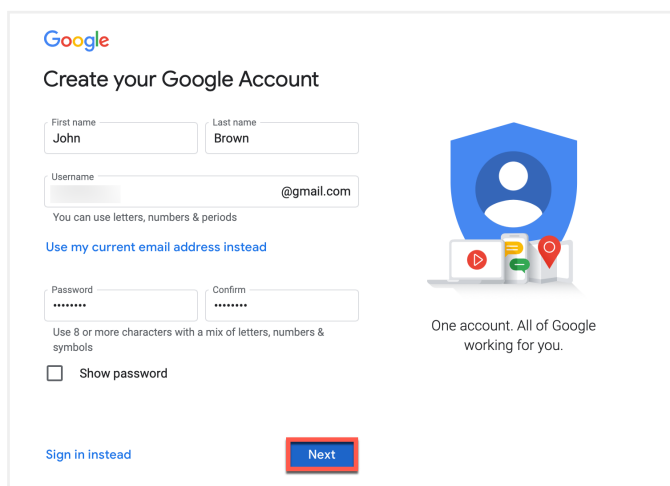 Google
Create your Google Account
First name
Last name
John
Brown
Username
@gmail.com
You can use letters, numbers & periods
Use my current email address instead
Password
Confirm
••••••••
••••••••
Use 8 or more characters with a mix of letters, numbers &
symbols
Show password
One account. All of Google
working for you.
Sign in instead
Next